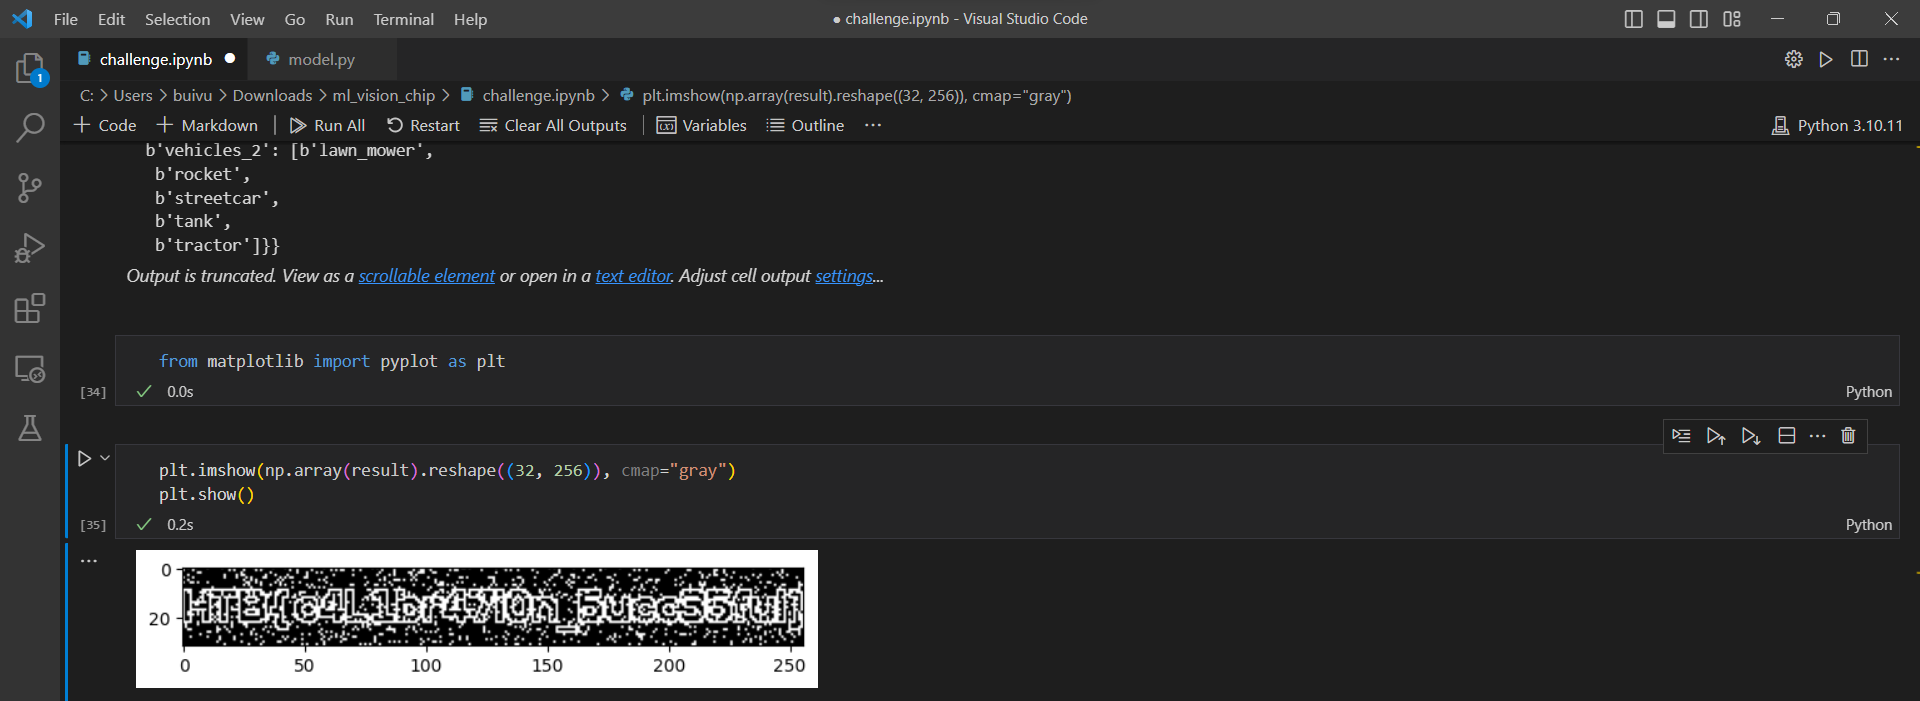 File Edit Selection View Go Run Terminal Help
● challenge.ipynb - Visual Studio Code
challenge.ipynb ●
model.py
1
C: > Users > buivu > Downloads > ml_vision_chip > challenge.ipynb > plt.imshow(np.array(result).reshape((32, 256)), cmap="gray")
+ Code + Markdown | Run All Restart Clear All Outputs | Variables Outline ···
Python 3.10.11
b'vehicles_2': [b'lawn_mower',
b'rocket',
b'streetcar',
b'tank',
b'tractor']}}
Output is truncated. View as a scrollable element or open in a text editor. Adjust cell output settings...
from matplotlib import pyplot as plt
[34] 0.0s Python
plt.imshow(np.array(result).reshape((32, 256)), cmap="gray")
plt.show()
[35] 0.2s Python
0
20
0 50 100 150 200 250